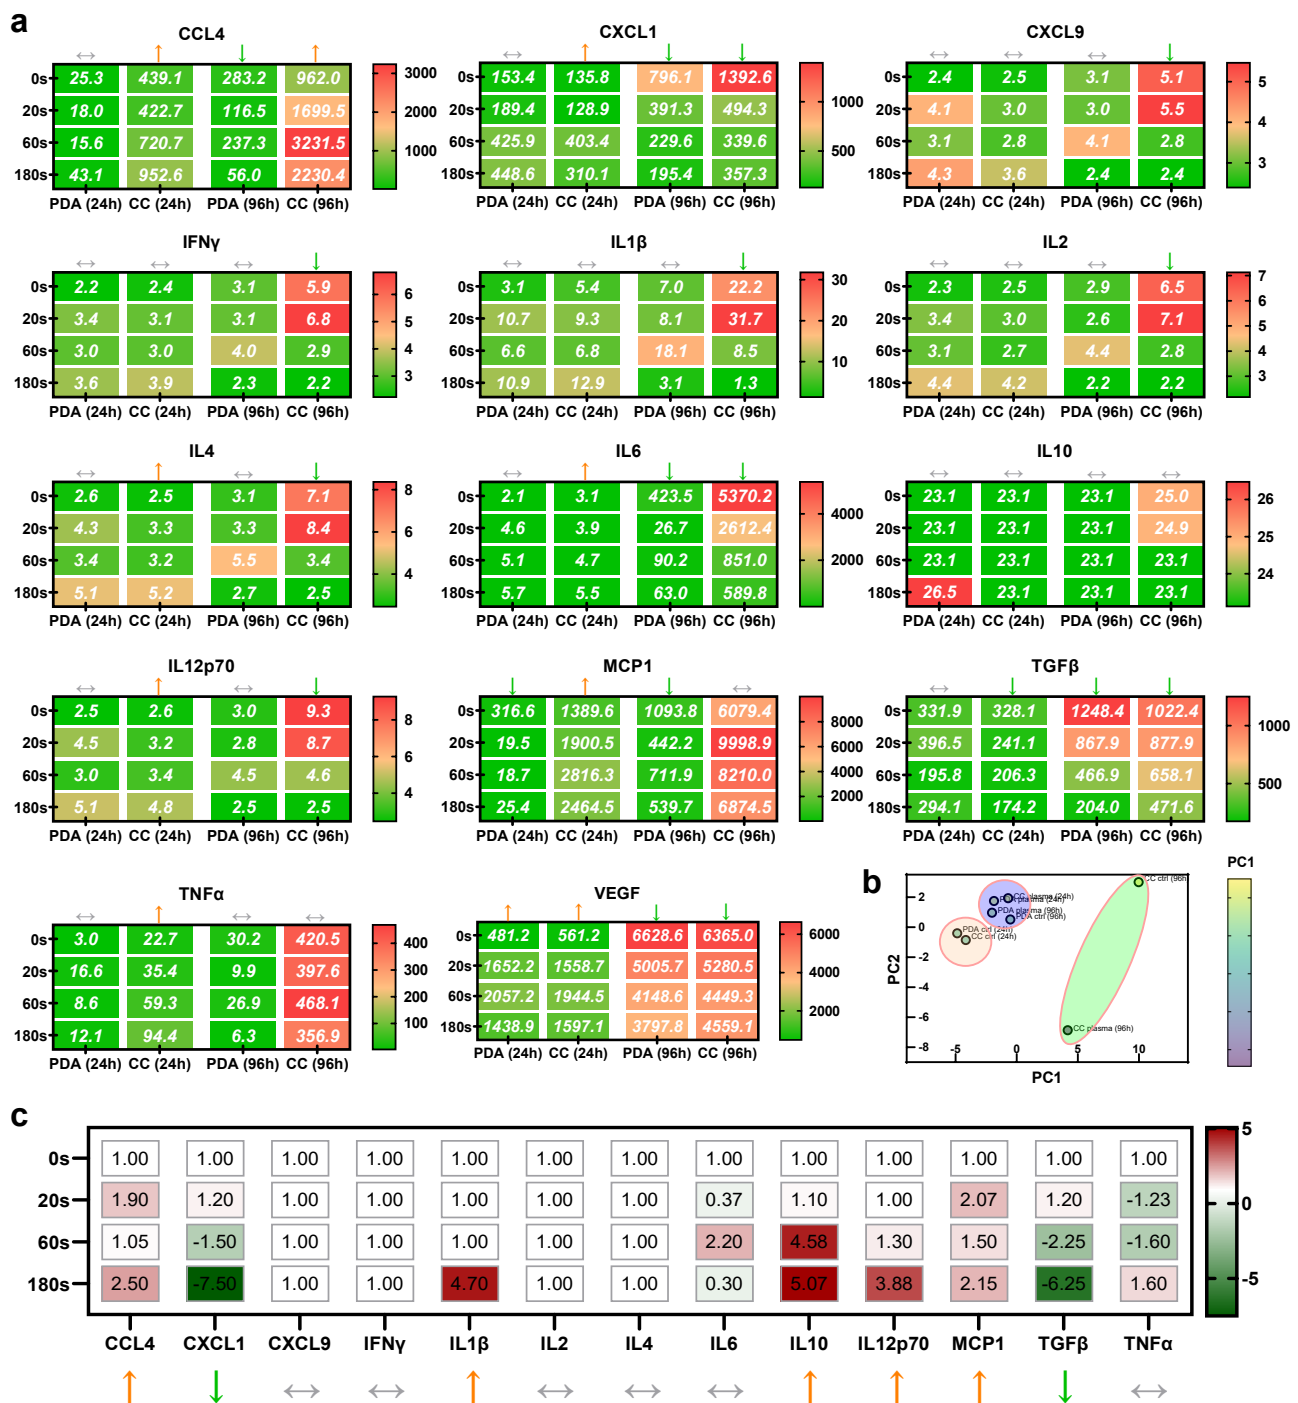 a
CCL4 CXCL1 CXCL9
↔ ↑ ↓ ↑ ↔ ↑ ↓ ↓ ↔ ↔ ↔ ↓
0s 25.3 439.1 283.2 962.0 3000 0s 153.4 135.8 796.1 1392.6 0s 2.4 2.5 3.1 5.1 5
20s 18.0 422.7 116.5 1699.5 2000 20s 189.4 128.9 391.3 494.3 1000 20s 4.1 3.0 3.0 5.5 4
60s 15.6 720.7 237.3 3231.5 1000 60s 425.9 403.4 229.6 339.6 500 60s 3.1 2.8 4.1 2.8 3
180s 43.1 952.6 56.0 2230.4 180s 448.6 310.1 195.4 357.3 180s 4.3 3.6 2.4 2.4
PDA (24h) CC (24h) PDA (96h) CC (96h) PDA (24h) CC (24h) PDA (96h) CC (96h) PDA (24h) CC (24h) PDA (96h) CC (96h)
IFNγ IL1β IL2
↔ ↔ ↔ ↓ ↔ ↔ ↔ ↓ ↔ ↔ ↔ ↓
0s 2.2 2.4 3.1 5.9 6 0s 3.1 5.4 7.0 22.2 30 0s 2.3 2.5 2.9 6.5 7
20s 3.4 3.1 3.1 6.8 5 20s 10.7 9.3 8.1 31.7 20 20s 3.4 3.0 2.6 7.1 6 5
60s 3.0 3.0 4.0 2.9 4 60s 6.6 6.8 18.1 8.5 10 60s 3.1 2.7 4.4 2.8 4
180s 3.6 3.9 2.3 2.2 3 180s 10.9 12.9 3.1 1.3 180s 4.4 4.2 2.2 2.2 3
PDA (24h) CC (24h) PDA (96h) CC (96h) PDA (24h) CC (24h) PDA (96h) CC (96h) PDA (24h) CC (24h) PDA (96h) CC (96h)
IL4 IL6 IL10
↔ ↑ ↔ ↓ ↔ ↑ ↓ ↓ ↔ ↔ ↔ ↔
0s 2.6 2.5 3.1 7.1 8 0s 2.1 3.1 423.5 5370.2 4000 0s 23.1 23.1 23.1 25.0 26
20s 4.3 3.3 3.3 8.4 6 20s 4.6 3.9 26.7 2612.4 20s 23.1 23.1 23.1 24.9 25
60s 3.4 3.2 5.5 3.4 4 60s 5.1 4.7 90.2 851.0 2000 60s 23.1 23.1 23.1 23.1 24
180s 5.1 5.2 2.7 2.5 180s 5.7 5.5 63.0 589.8 180s 26.5 23.1 23.1 23.1
PDA (24h) CC (24h) PDA (96h) CC (96h) PDA (24h) CC (24h) PDA (96h) CC (96h) PDA (24h) CC (24h) PDA (96h) CC (96h)
IL12p70 MCP1 TGFβ
↔ ↑ ↔ ↓ ↓ ↑ ↓ ↔ ↔ ↓ ↓ ↓
0s 2.5 2.6 3.0 9.3 8 0s 316.6 1389.6 1093.8 6079.4 8000 0s 331.9 328.1 1248.4 1022.4 1000
20s 4.5 3.2 2.8 8.7 6 20s 19.5 1900.5 442.2 9998.9 6000 20s 396.5 241.1 867.9 877.9
60s 3.0 3.4 4.5 4.6 4 60s 18.7 2816.3 711.9 8210.0 4000 60s 195.8 206.3 466.9 658.1 500
180s 5.1 4.8 2.5 2.5 180s 25.4 2464.5 539.7 6874.5 2000 180s 294.1 174.2 204.0 471.6
PDA (24h) CC (24h) PDA (96h) CC (96h) PDA (24h) CC (24h) PDA (96h) CC (96h) PDA (24h) CC (24h) PDA (96h) CC (96h)
TNFα VEGF
↔ ↑ ↔ ↔ ↑ ↑ ↓ ↓
0s 3.0 22.7 30.2 420.5 400 0s 481.2 561.2 6628.6 6365.0 6000
20s 16.6 35.4 9.9 397.6 300 20s 1652.2 1558.7 5005.7 5280.5 4000
60s 8.6 59.3 26.9 468.1 200 60s 2057.2 1944.5 4148.6 4449.3 2000
180s 12.1 94.4 6.3 356.9 100 180s 1438.9 1597.1 3797.8 4559.1
PDA (24h) CC (24h) PDA (96h) CC (96h) PDA (24h) CC (24h) PDA (96h) CC (96h)
b
PC1
CC ctrl (96h)
CC plasma (24h)
PDA plasma (96h)
PDA ctrl (96h)
PDA ctrl (24h)
CC ctrl (24h)
CC plasma (96h)
2
0
-2
-4
-6
-8
PC2
-5 0 5 10
PC1
c
0s 1.00 1.00 1.00 1.00 1.00 1.00 1.00 1.00 1.00 1.00 1.00 1.00 1.00 5
20s 1.90 1.20 1.00 1.00 1.00 1.00 1.00 0.37 1.10 1.00 2.07 1.20 -1.23 0
60s 1.05 -1.50 1.00 1.00 1.00 1.00 1.00 2.20 4.58 1.30 1.50 -2.25 -1.60
180s 2.50 -7.50 1.00 1.00 4.70 1.00 1.00 0.30 5.07 3.88 2.15 -6.25 1.60 -5
CCL4 CXCL1 CXCL9 IFNγ IL1β IL2 IL4 IL6 IL10 IL12p70 MCP1 TGFβ TNFα
↑ ↓ ↔ ↔ ↑ ↔ ↔ ↔ ↑ ↑ ↑ ↓ ↔